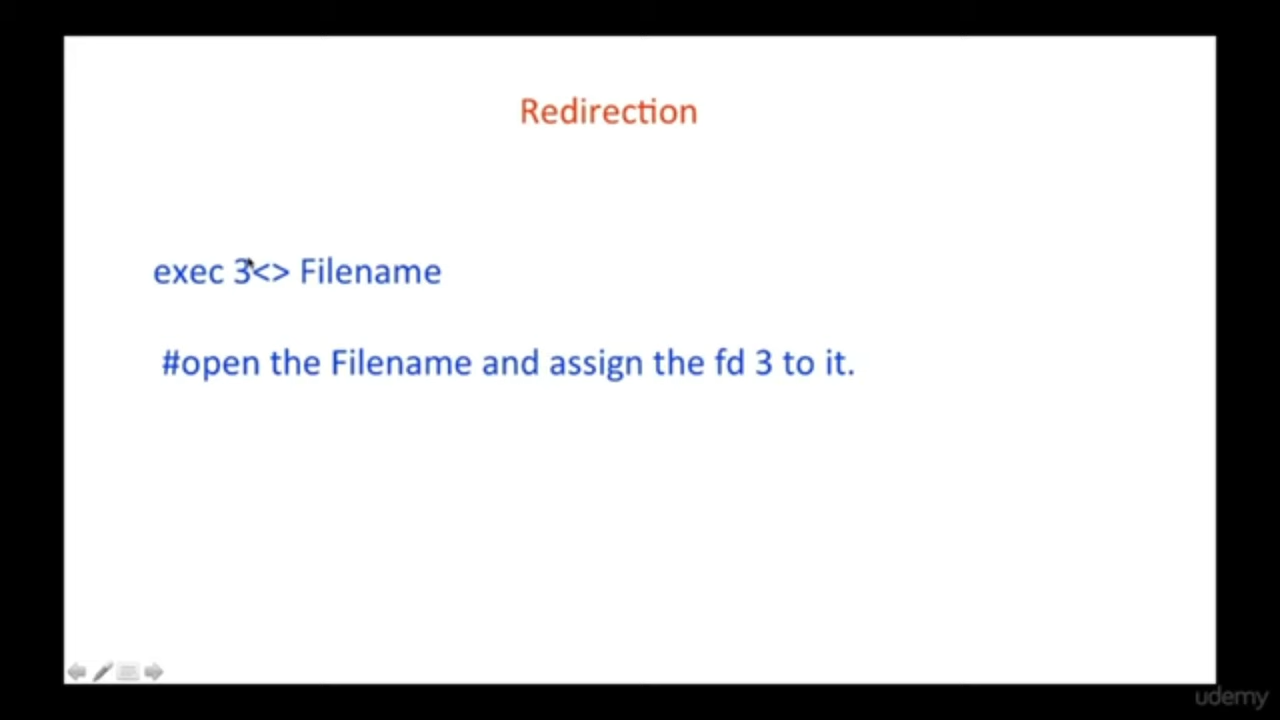 Redirection
exec 3<> Filename
#open the Filename and assign the fd 3 to it.
udemy